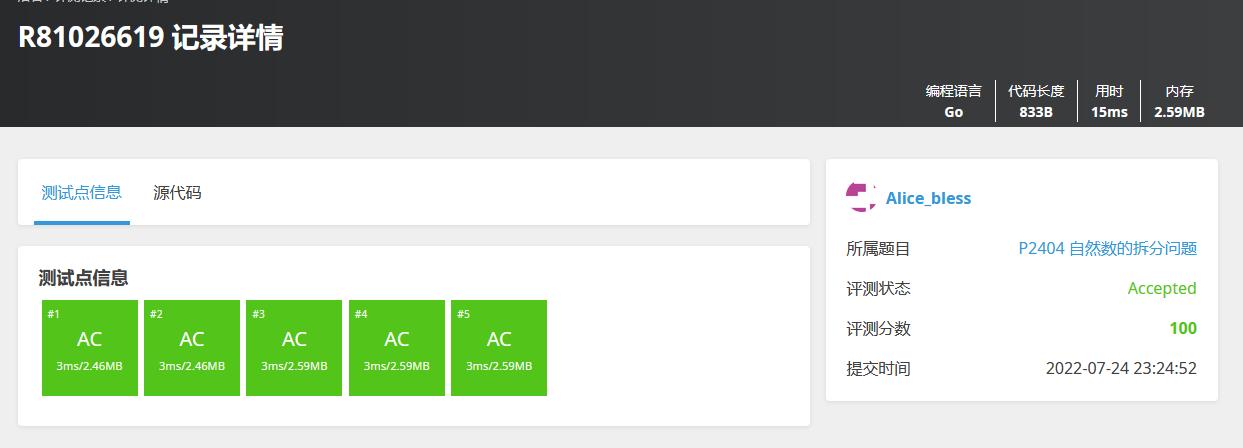 R81026619 记录详情
编程语言 代码长度 用时 内存
Go 833B 15ms 2.59MB
测试点信息 源代码
Alice_bless
所属题目 P2404 自然数的拆分问题
评测状态 Accepted
评测分数 100
提交时间 2022-07-24 23:24:52
测试点信息
#1 #2 #3 #4 #5
AC AC AC AC AC
3ms/2.46MB 3ms/2.46MB 3ms/2.59MB 3ms/2.59MB 3ms/2.59MB